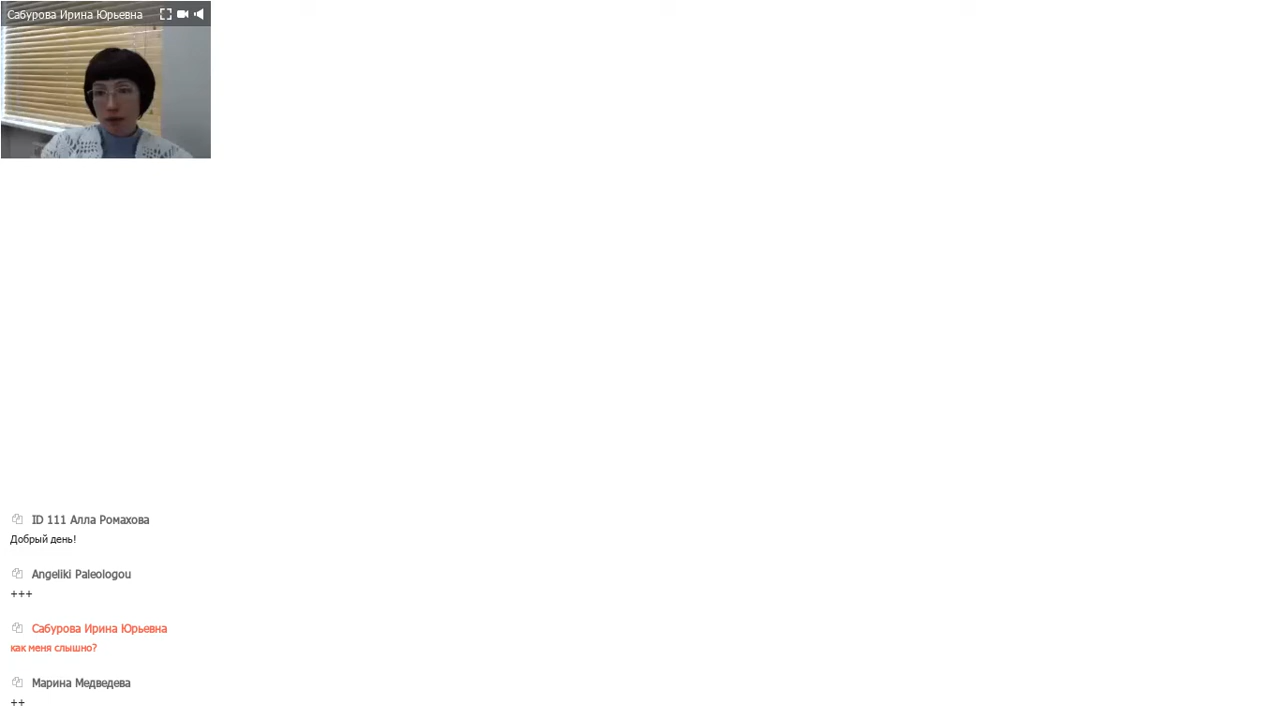 Сабурова Ирина Юрьевна
ID 111 Алла Ромахова
Добрый день!
Angeliki Paleologou
+++
Сабурова Ирина Юрьевна
как меня слышно?
Марина Медведева
++